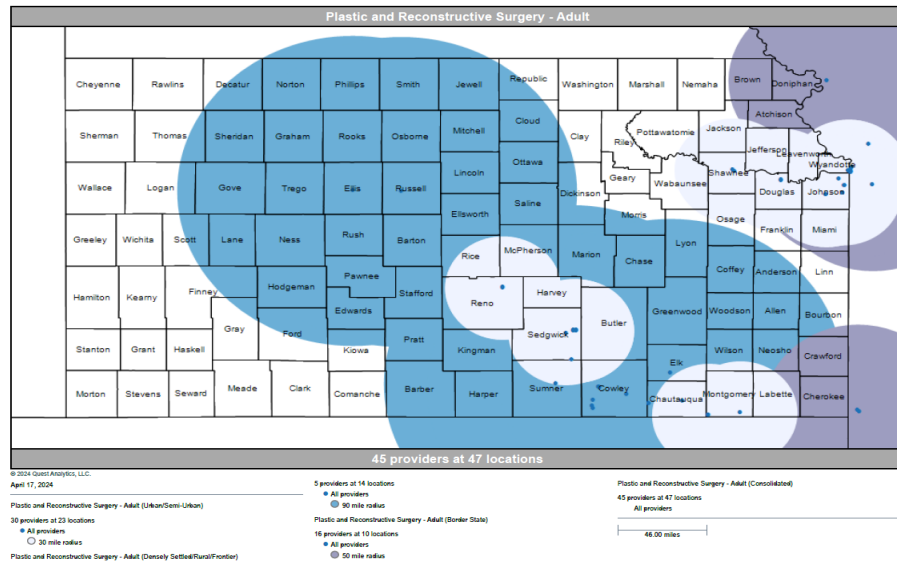 Plastic and Reconstructive Surgery - Adult
Cheyenne Rawlins Decatur Norton Phillips Smith Jewell Republic Washington Marshall Nemaha Brown Doniphan
Atchison
Sherman Thomas Sheridan Graham Rooks Osborne Mitchell Cloud Clay Riley Pottawatomie Jackson
Jefferson Leavenworth
Wyandotte
Wallace Logan Gove Trego Ellis Russell Lincoln Ottawa Dickinson Geary Wabaunsee Shawnee Douglas Johnson
Saline
Ellsworth Morris Osage
Greeley Wichita Scott Lane Ness Rush Barton Rice McPherson Marion Chase Lyon Franklin Miami
Hamilton Kearny Finney Hodgeman Pawnee Stafford Reno Harvey Coffey Anderson Linn
Edwards
Gray Ford Sedgwick Butler Greenwood Woodson Allen Bourbon
Stanton Grant Haskell Kiowa Pratt Kingman Elk Wilson Neosho Crawford
Morton Stevens Seward Meade Clark Comanche Barber Harper Sumner Cowley Chautauqua Montgomery Labette Cherokee
45 providers at 47 locations
© 2024 Quest Analytics, LLC.
April 17, 2024
Plastic and Reconstructive Surgery - Adult (Urban/Semi-Urban)
30 providers at 23 locations
All providers
30 mile radius
Plastic and Reconstructive Surgery - Adult (Densely Settled/Rural/Frontier)
5 providers at 14 locations
All providers
90 mile radius
Plastic and Reconstructive Surgery - Adult (Border State)
16 providers at 10 locations
All providers
50 mile radius
Plastic and Reconstructive Surgery - Adult (Consolidated)
45 providers at 47 locations
All providers
46.00 miles